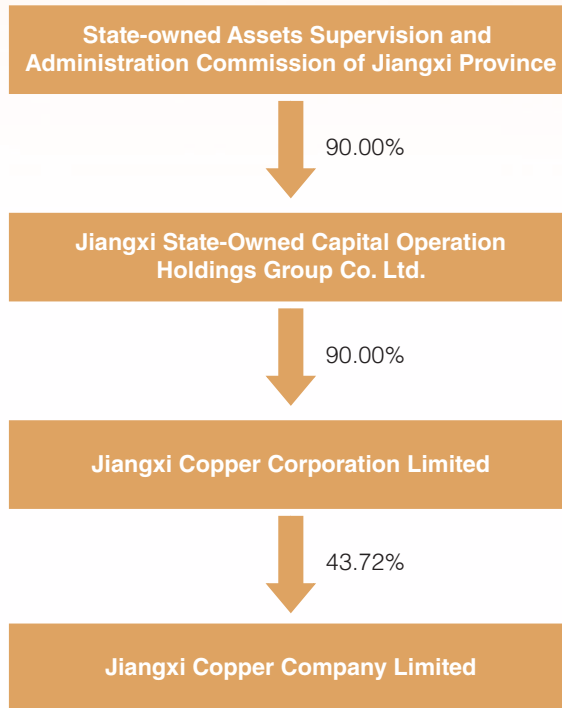 State-owned Assets Supervision and
Administration Commission of Jiangxi Province
90.00%
Jiangxi State-Owned Capital Operation
Holdings Group Co. Ltd.
90.00%
Jiangxi Copper Corporation Limited
43.72%
Jiangxi Copper Company Limited